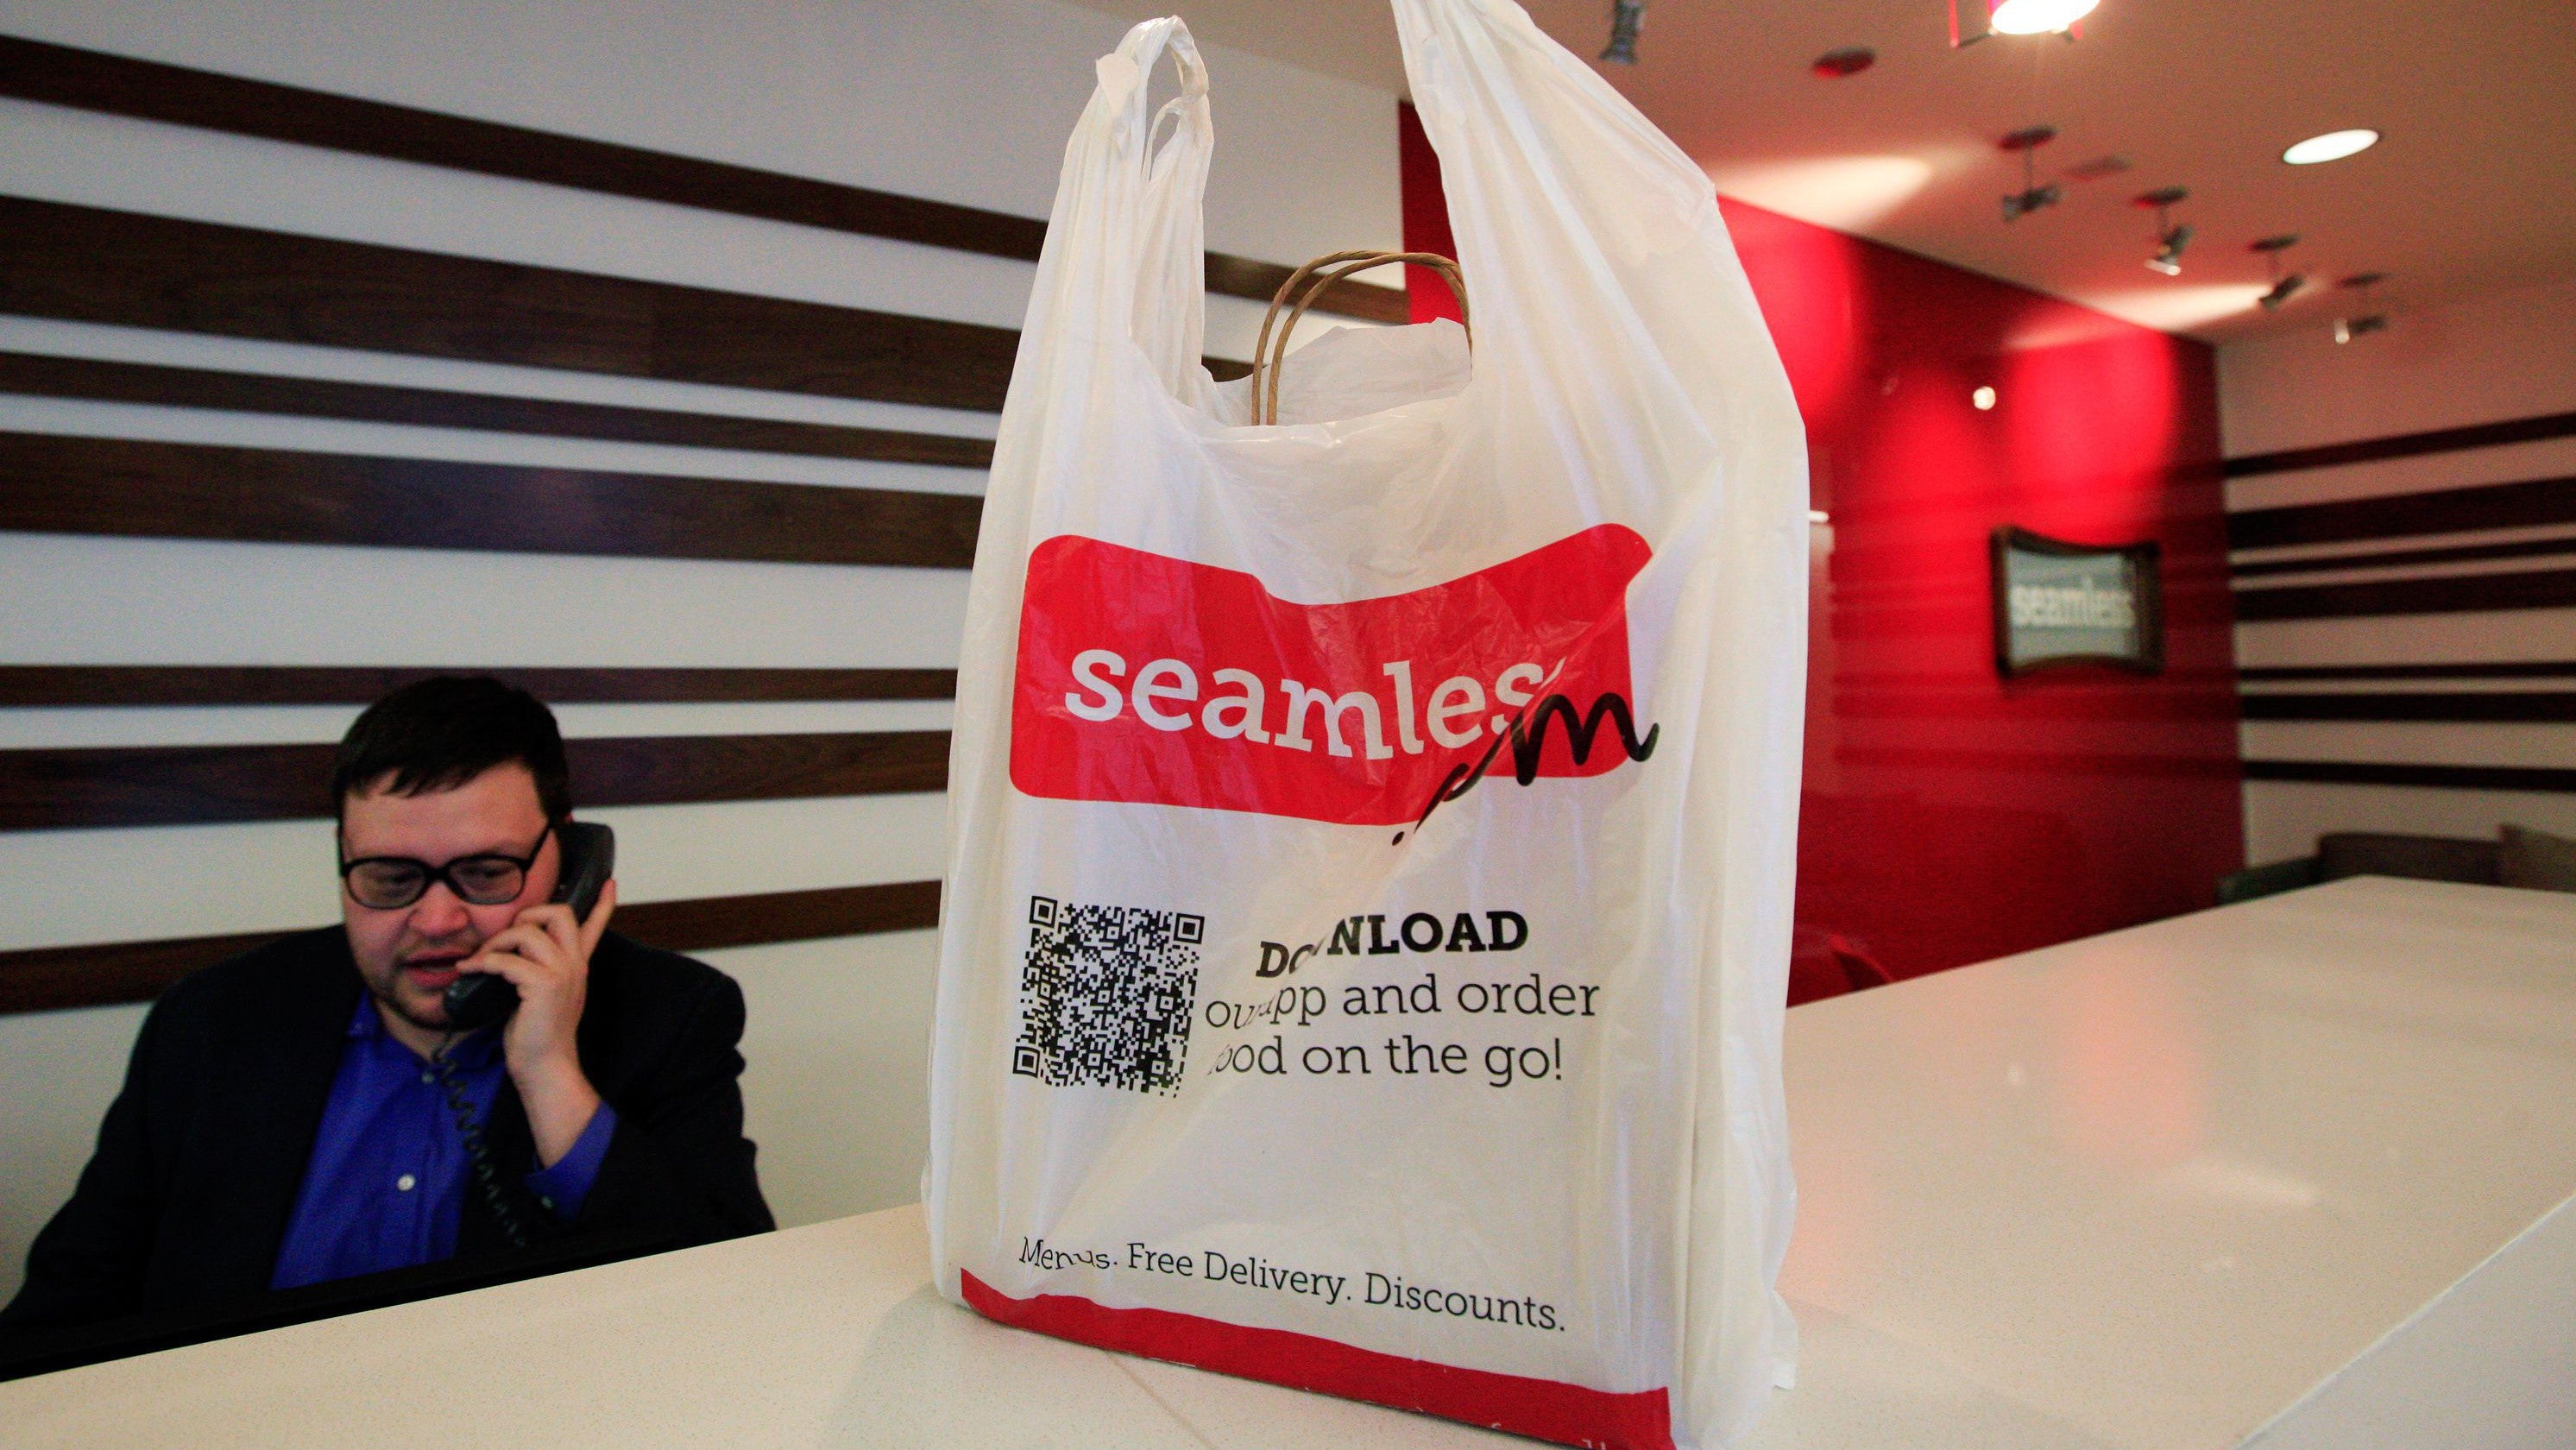 seamless
DOWNLOAD
our app and order
food on the go!
Menus. Free Delivery. Discounts.
seamless